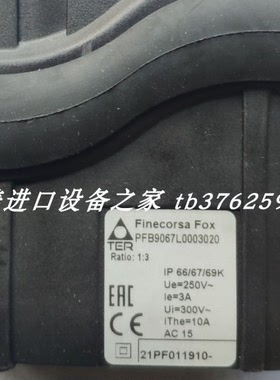 进口设备之家 tb376259
Finecorsa Fox
PFB9067L0003020
TER
Ratio: 1:3
IP 66/67/69K
Ue=250V~
Ie=3A
Ui=300V~
IThe=10A
AC 15
EAC
21PF011910-